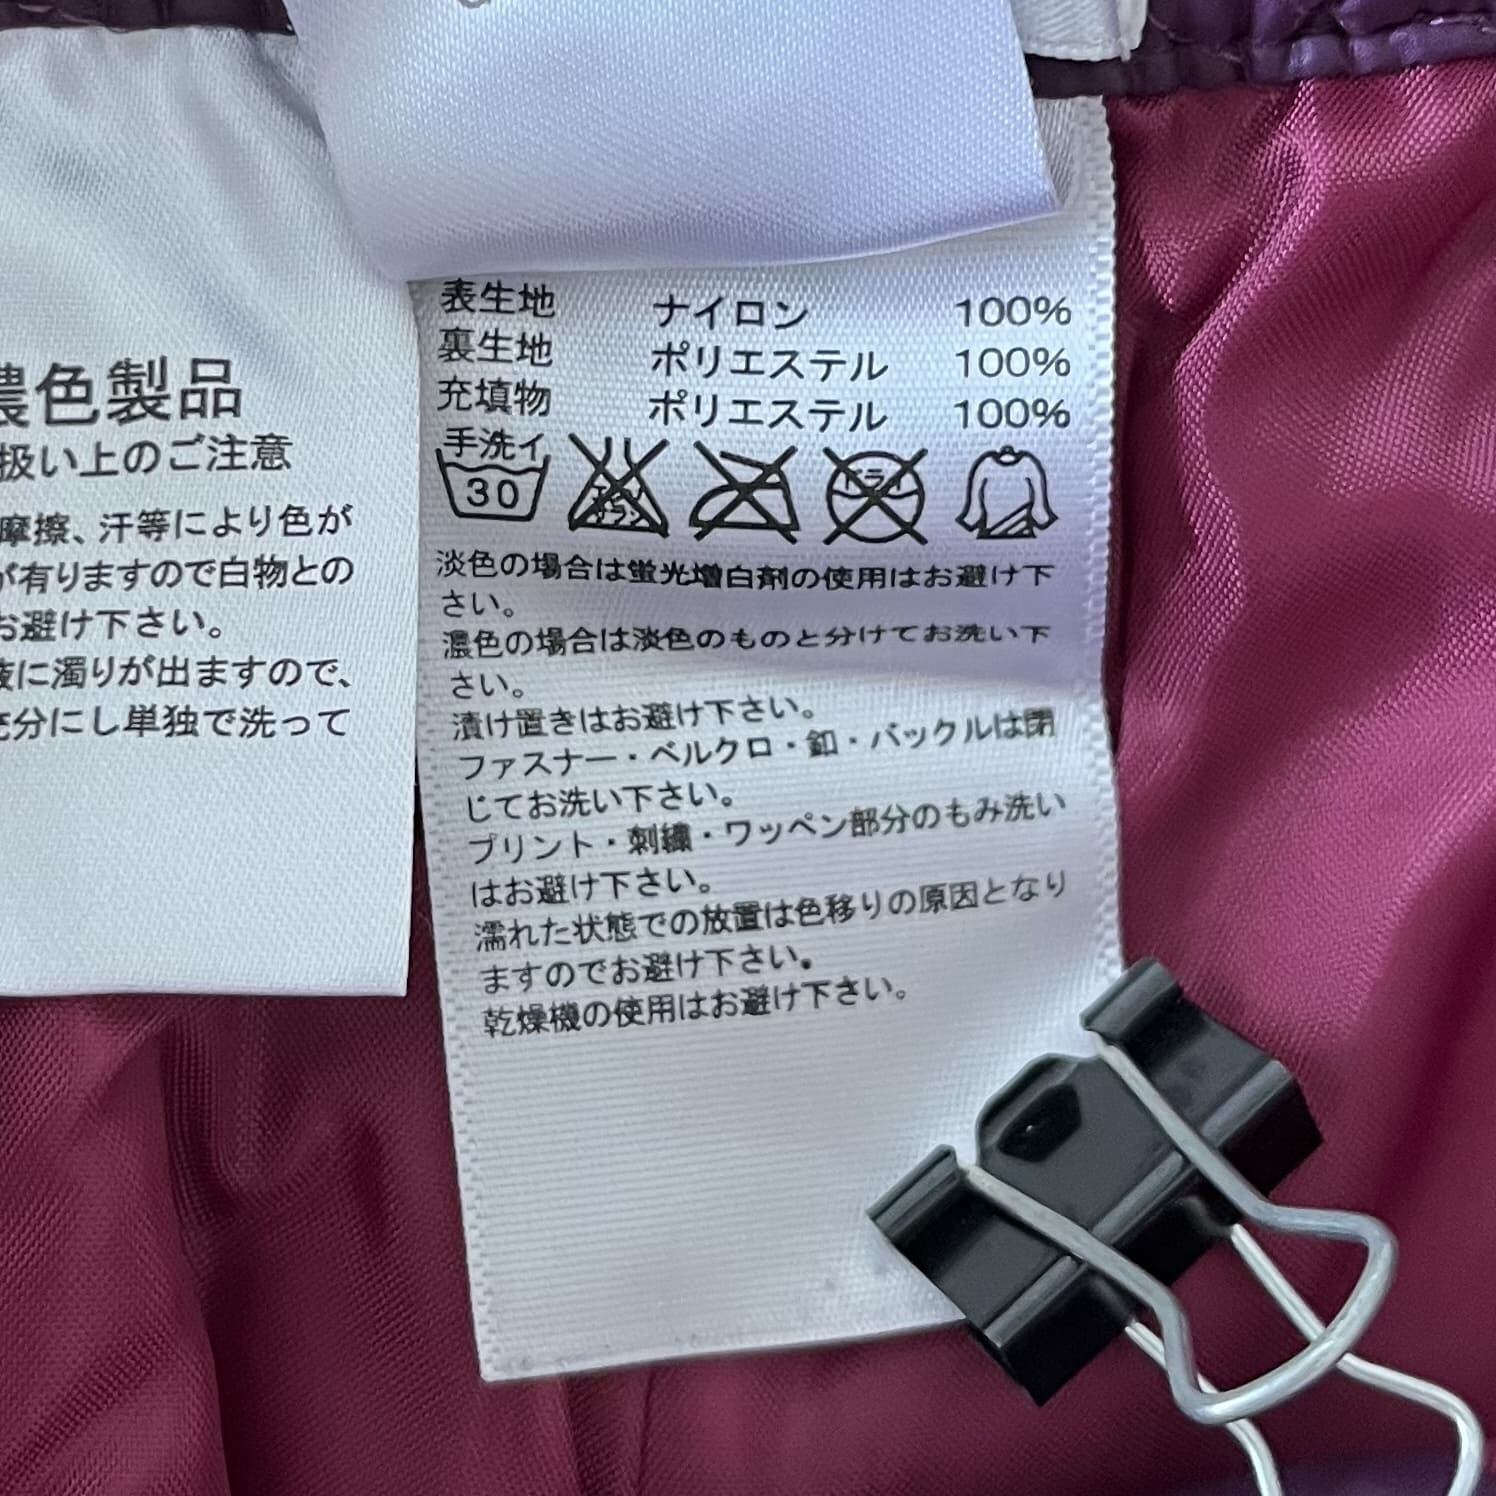 濃色製品
扱い上のご注意
摩擦、汗等により色が
が有りますので白物との
お避け下さい。
液に濁りが出ますので、
充分にし単独で洗って
表生地 ナイロン 100%
裏生地 ポリエステル 100%
充填物 ポリエステル 100%
手洗イ
30
エンソ
サラシ
ドライ
淡色の場合は蛍光増白剤の使用はお避け下
さい。
濃色の場合は淡色のものと分けてお洗い下
さい。
漬け置きはお避け下さい。
ファスナー・ベルクロ・釦・バックルは閉
じてお洗い下さい。
プリント・刺繍・ワッペン部分のもみ洗い
はお避け下さい。
濡れた状態での放置は色移りの原因となり
ますのでお避け下さい。
乾燥機の使用はお避け下さい。